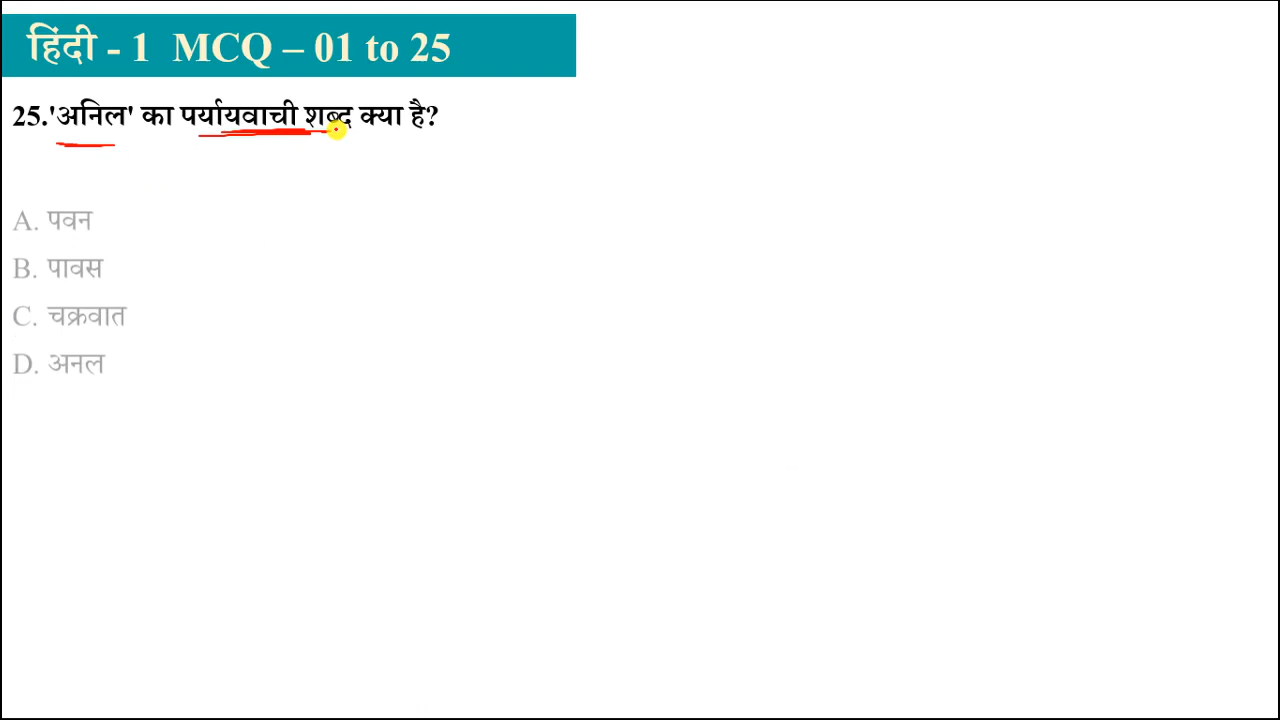 हिंदी - 1 MCQ – 01 to 25
25.'अनिल' का पर्यायवाची शब्द क्या है?
A. पवन
B. पावस
C. चक्रवात
D. अनल